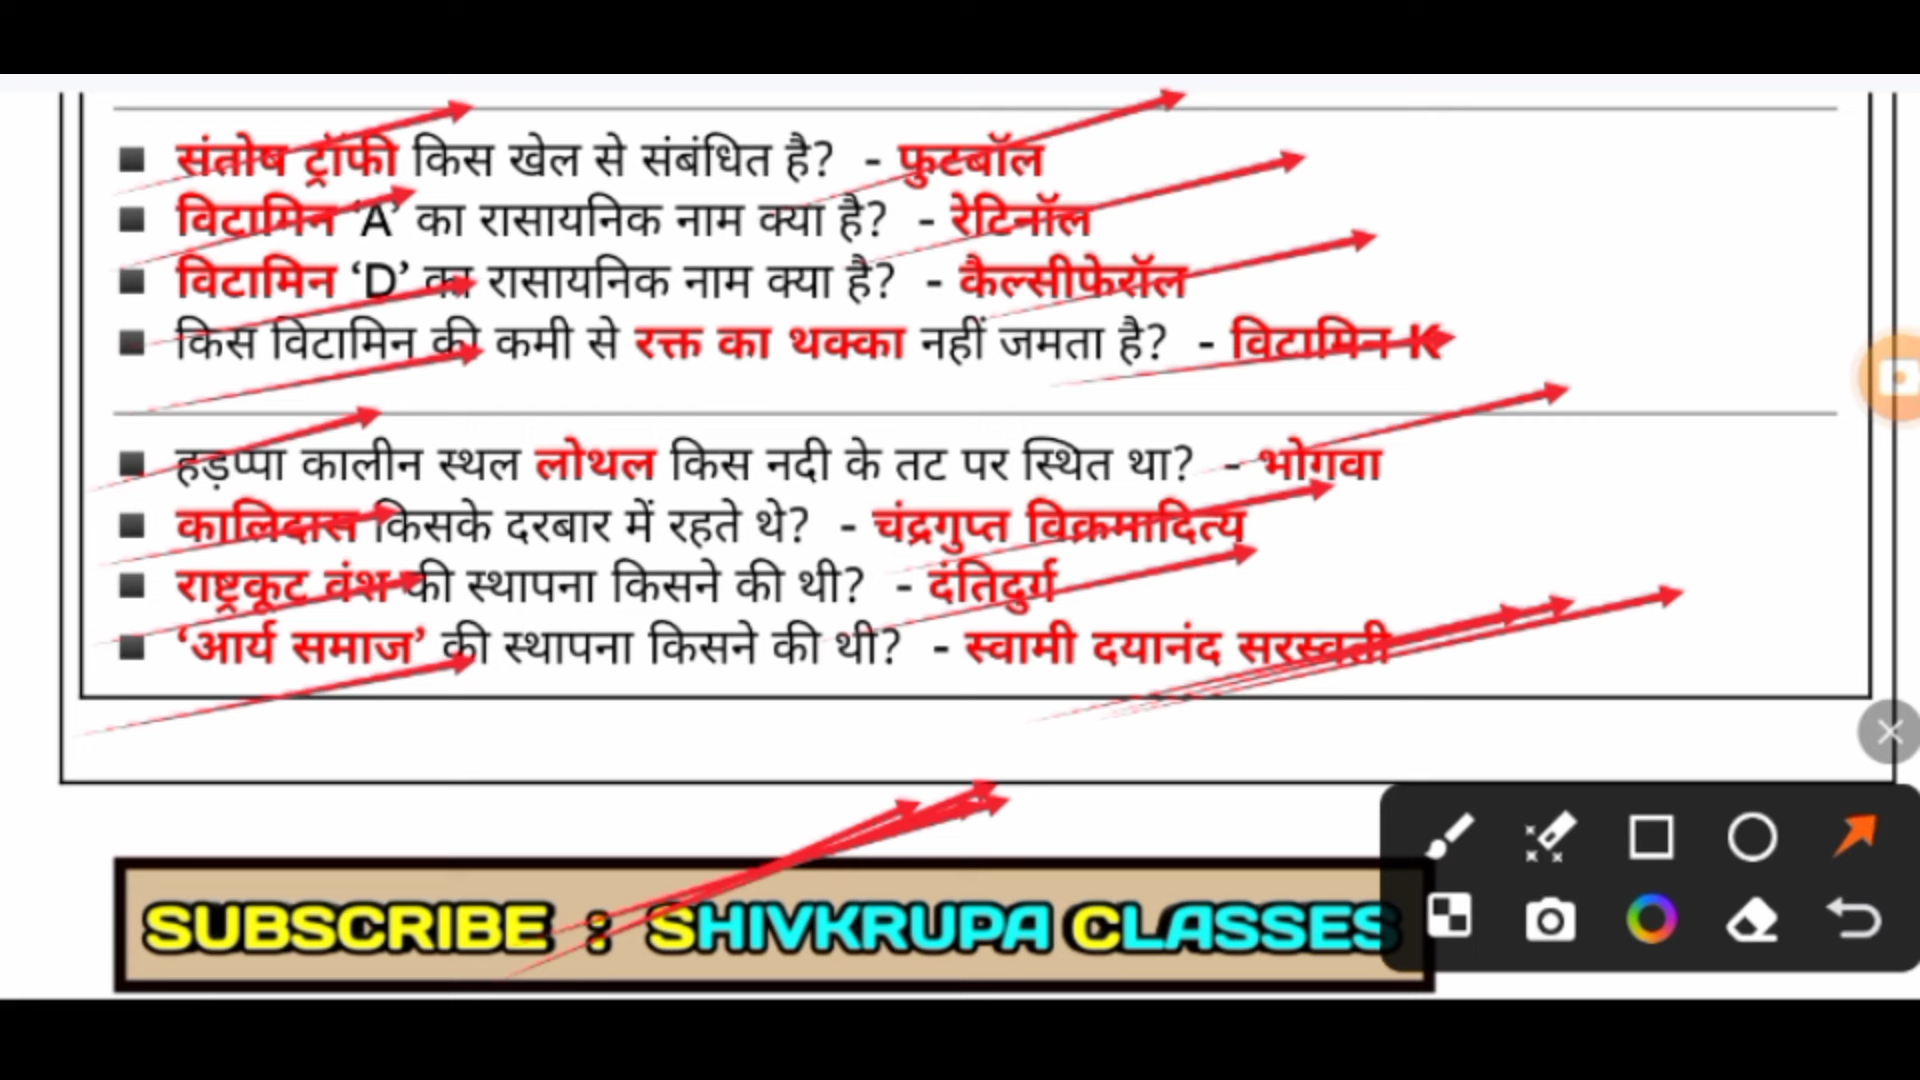 ■ संतोष ट्रॉफी किस खेल से संबंधित है? - फुटबॉल
■ विटामिन ‘A’ का रासायनिक नाम क्या है? - रेटिनॉल
■ विटामिन ‘D’ का रासायनिक नाम क्या है? - कैल्सीफेरॉल
■ किस विटामिन की कमी से रक्त का थक्का नहीं जमता है? - विटामिन K
■ हड़प्पा कालीन स्थल लोथल किस नदी के तट पर स्थित था? - भोगवा
■ कालिदास किसके दरबार में रहते थे? - चंद्रगुप्त विक्रमादित्य
■ राष्ट्रकूट वंश की स्थापना किसने की थी? - दंतिदुर्ग
■ ‘आर्य समाज’ की स्थापना किसने की थी? - स्वामी दयानंद सरस्वती
SUBSCRIBE : SHIVKRUPA CLASSES